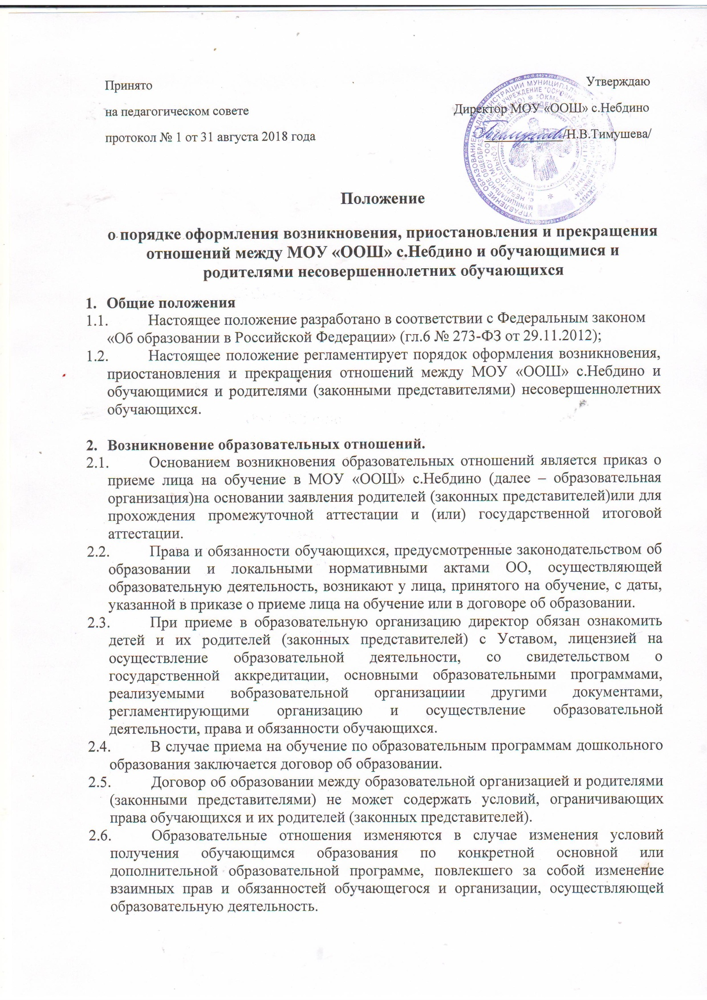 Принято
Утверждаю
на педагогическом совете
Директор МОУ «ООШ» с.Небдино
протокол № 1 от 31 августа 2018 года
/Н.В.Тимушева/
Положение
о порядке оформления возникновения, приостановления и прекращения
отношений между МОУ «ООШ» с.Небдино и обучающимися и
родителями несовершеннолетних обучающихся
1. Общие положения
1.1. Настоящее положение разработано в соответствии с Федеральным законом
«Об образовании в Российской Федерации» (гл.6 № 273-ФЗ от 29.11.2012);
1.2. Настоящее положение регламентирует порядок оформления возникновения,
приостановления и прекращения отношений между МОУ «ООШ» с.Небдино и
обучающимися и родителями (законными представителями) несовершеннолетних
обучающихся.
2. Возникновение образовательных отношений.
2.1. Основанием возникновения образовательных отношений является приказ о
приеме лица на обучение в МОУ «ООШ» с.Небдино (далее – образовательная
организация)на основании заявления родителей (законных представителей)или для
прохождения промежуточной аттестации и (или) государственной итоговой
аттестации.
2.2. Права и обязанности обучающихся, предусмотренные законодательством об
образовании и локальными нормативными актами ОО, осуществляющей
образовательную деятельность, возникают у лица, принятого на обучение, с даты,
указанной в приказе о приеме лица на обучение или в договоре об образовании.
2.3. При приеме в образовательную организацию директор обязан ознакомить
детей и их родителей (законных представителей) с Уставом, лицензией на
осуществление образовательной деятельности, со свидетельством о
государственной аккредитации, основными образовательными программами,
реализуемыми вобразовательной организациии другими документами,
регламентирующими организацию и осуществление образовательной
деятельности, права и обязанности обучающихся.
2.4. В случае приема на обучение по образовательным программам дошкольного
образования заключается договор об образовании.
2.5. Договор об образовании между образовательной организацией и родителями
(законными представителями) не может содержать условий, ограничивающих
права обучающихся и их родителей (законных представителей).
2.6. Образовательные отношения изменяются в случае изменения условий
получения обучающимся образования по конкретной основной или
дополнительной образовательной программе, повлекшего за собой изменение
взаимных прав и обязанностей обучающегося и организации, осуществляющей
образовательную деятельность.